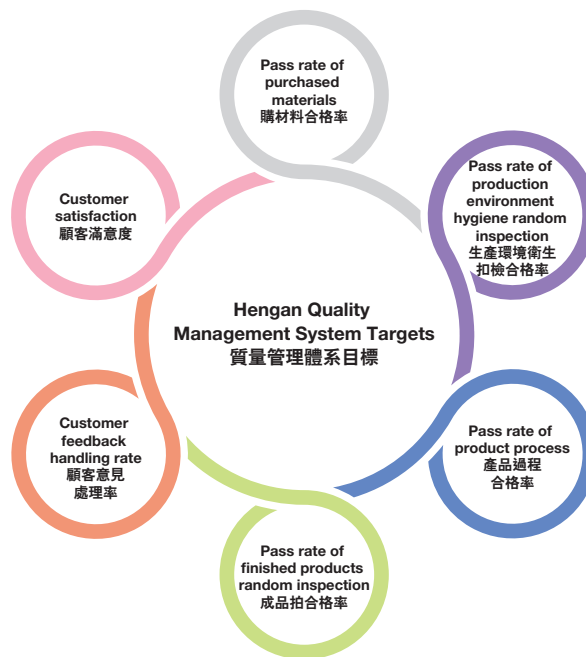 Pass rate of
purchased
materials
購材料合格率
Pass rate of
production
environment
hygiene random
inspection
生產環境衛生
扣檢合格率
Customer
satisfaction
顧客滿意度
Hengan Quality
Management System Targets
質量管理體系目標
Pass rate of
product process
產品過程
合格率
Customer
feedback
handling rate
顧客意見
處理率
Pass rate of
finished products
random inspection
成品拍合格率